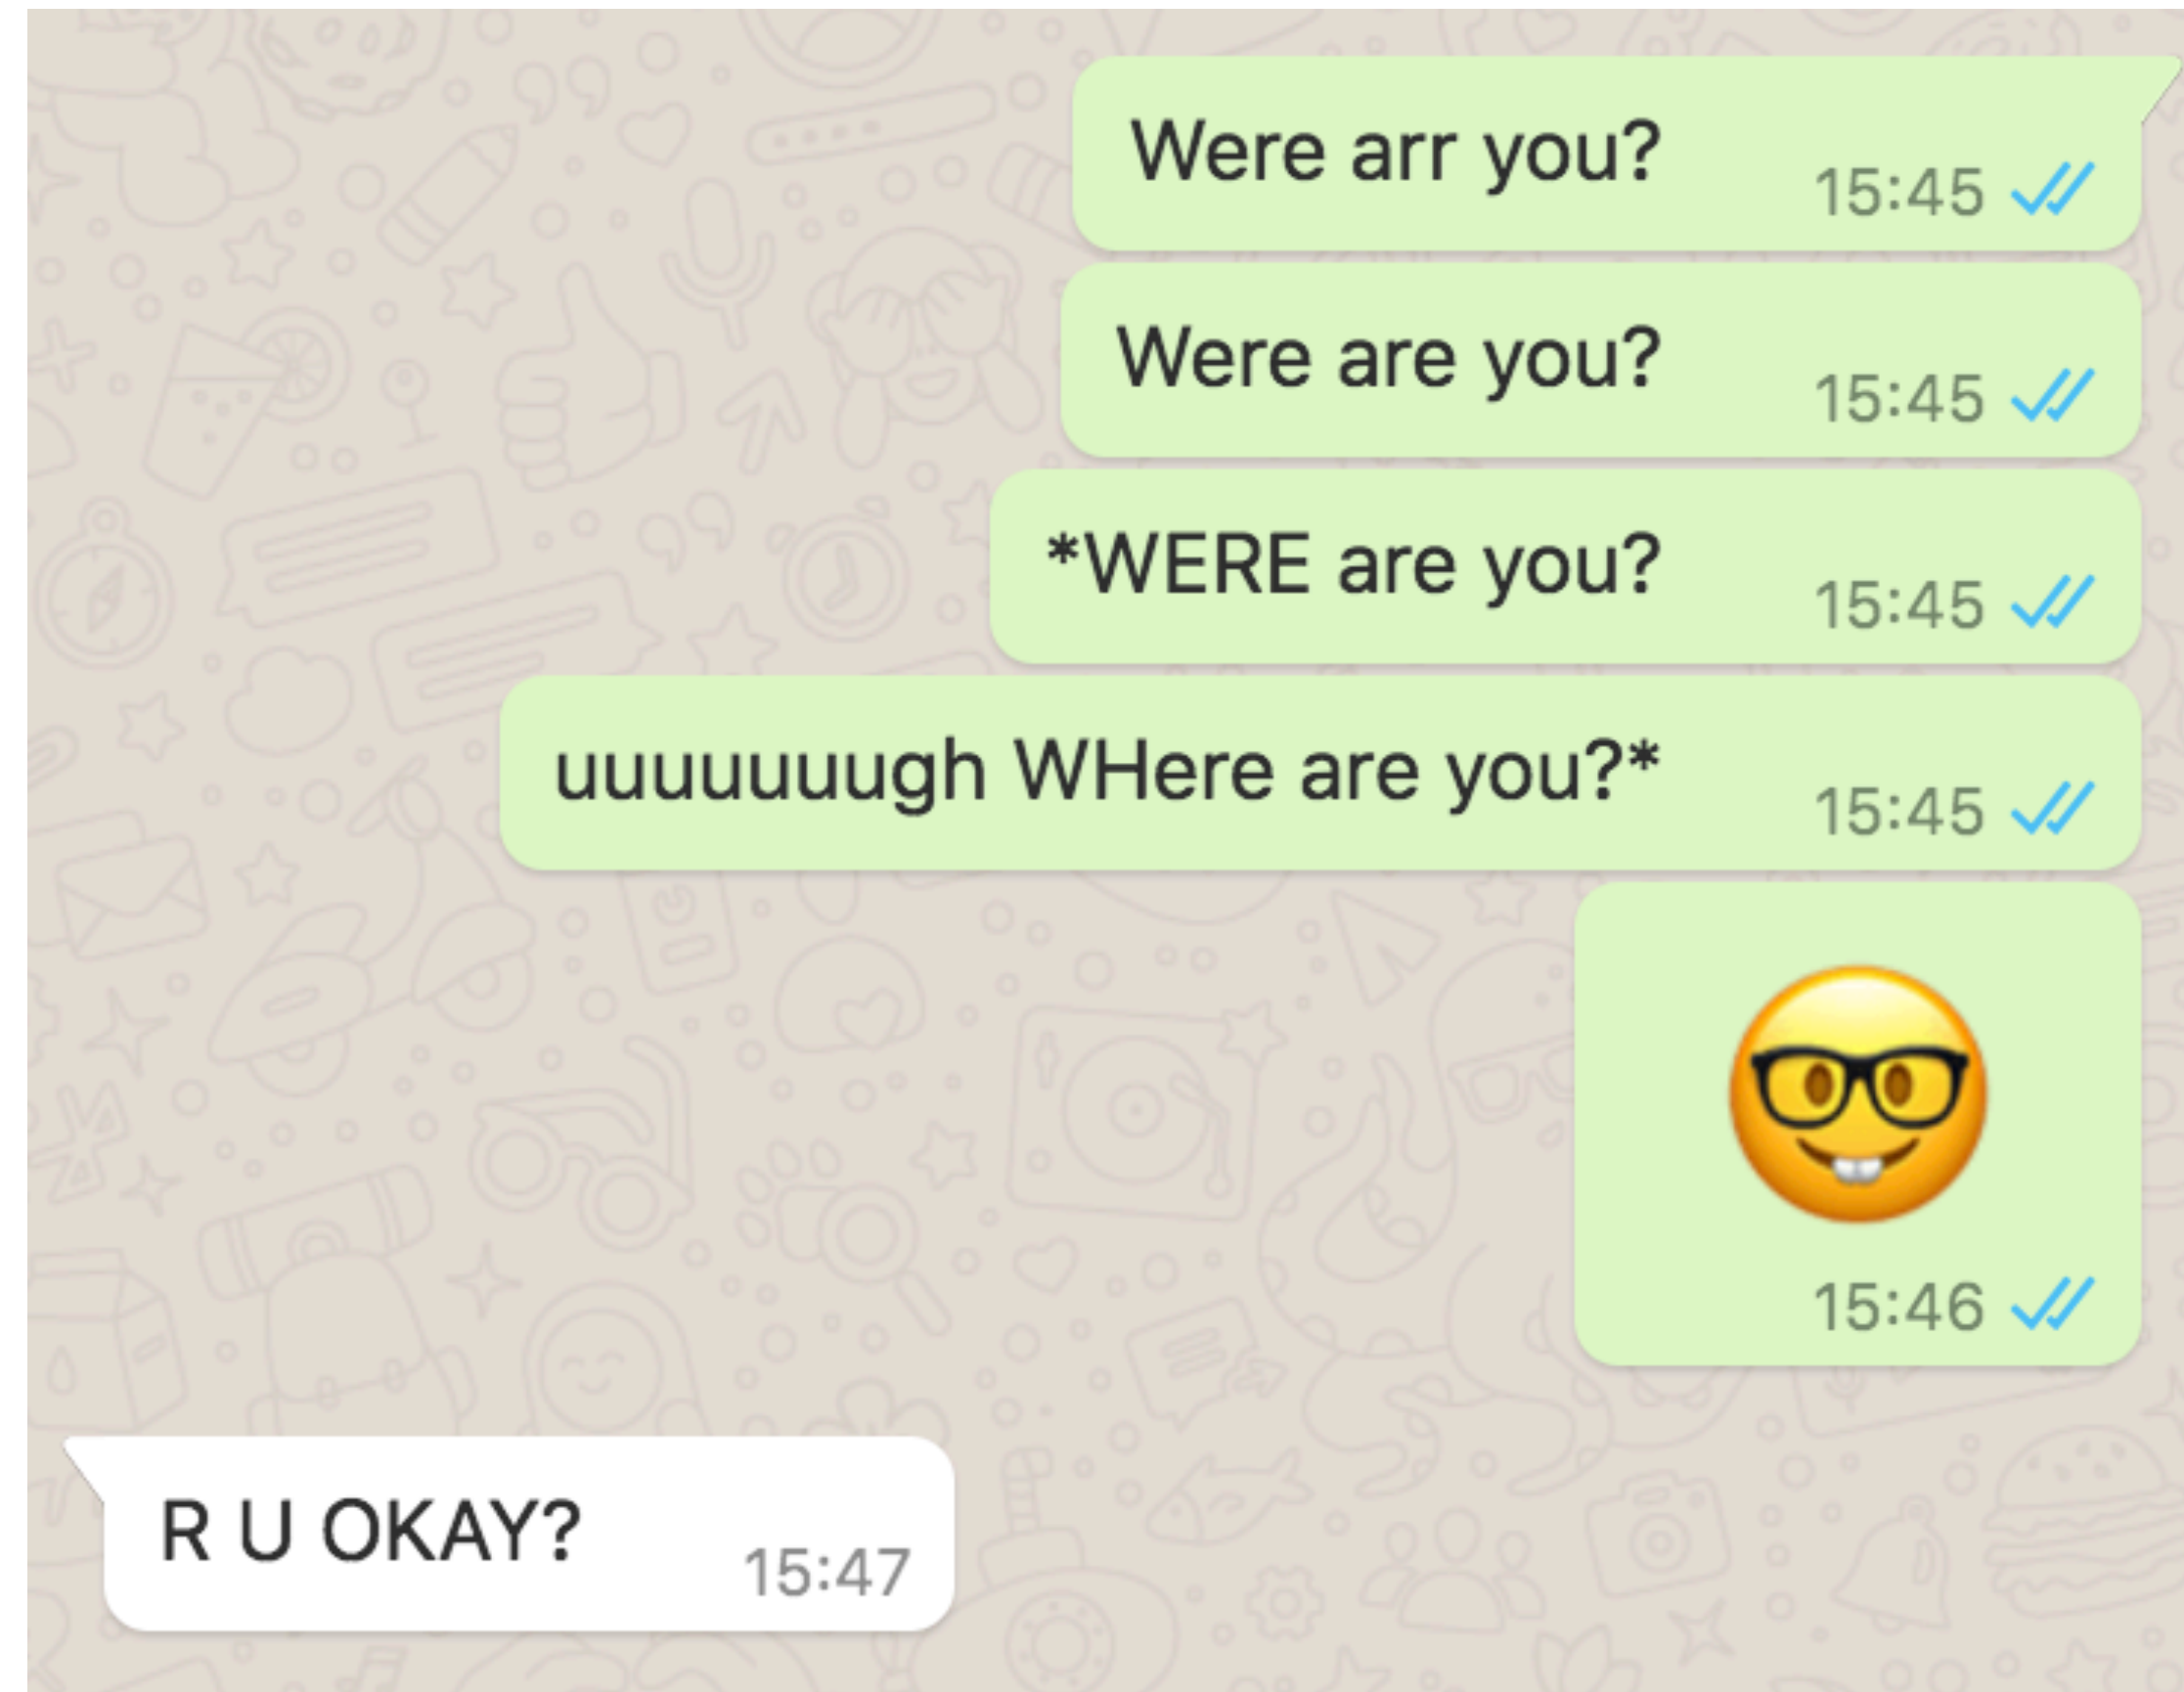 Were arr you?
15:45
Were are you?
15:45
*WERE are you?
15:45
uuuuuuugh WHere are you?*
15:45
🤓
15:46
R U OKAY?
15:47